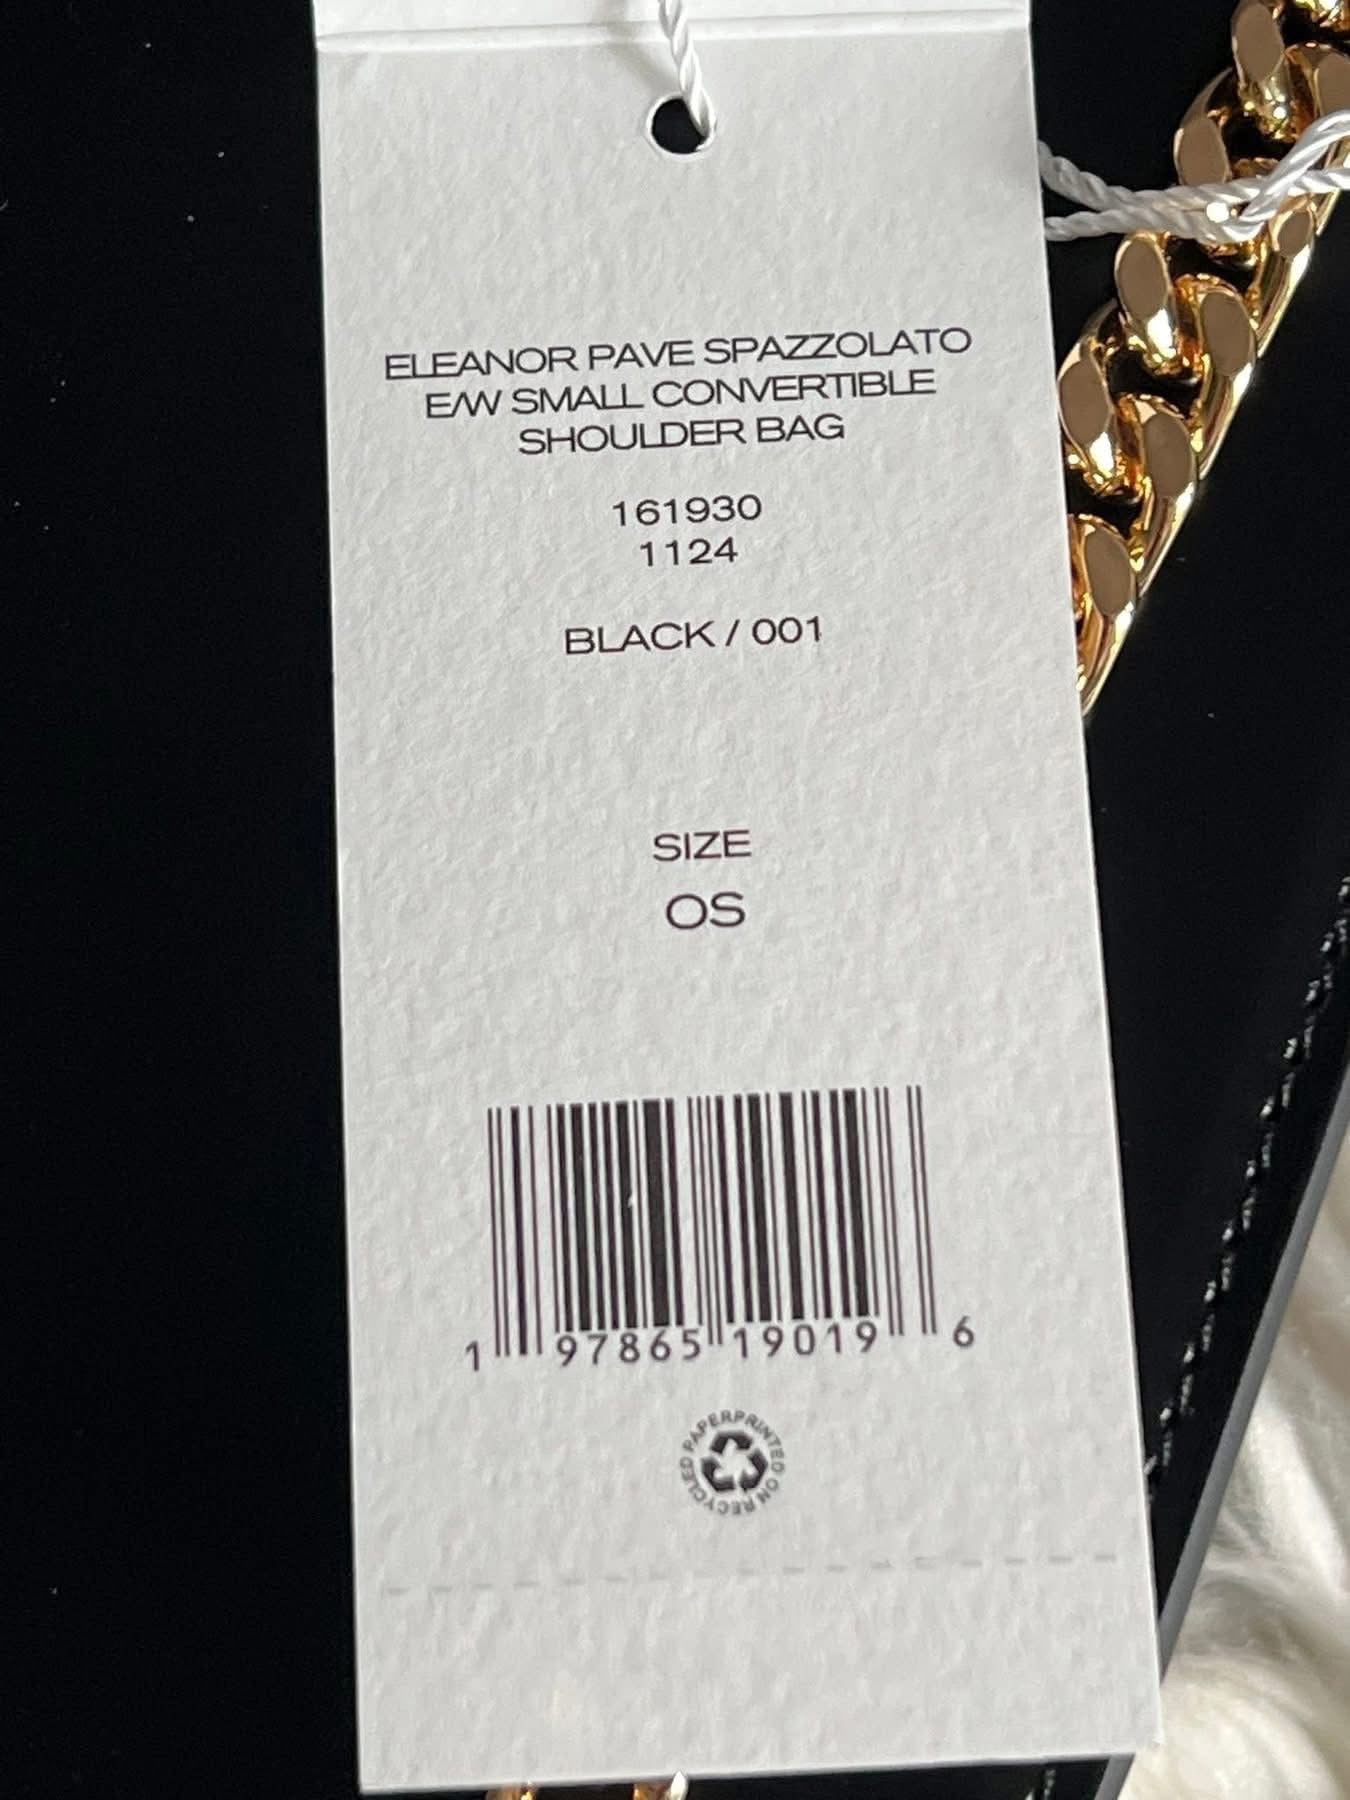 ELEANOR PAVE SPAZZOLATO
E/W SMALL CONVERTIBLE
SHOULDER BAG
161930
1124
BLACK / 001
SIZE
OS
1 97865 19019 6
PRINTED ON RECYCLED PAPER